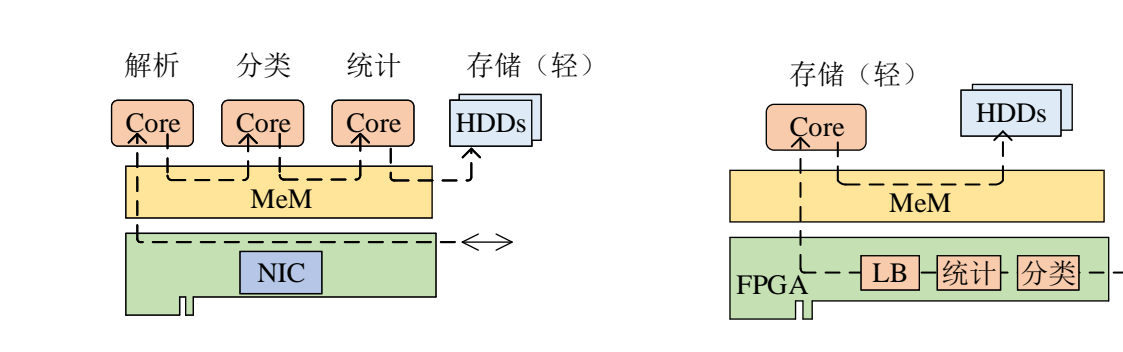 解析 分类 统计 存储（轻）
Core Core Core HDDs
MeM
NIC
存储（轻）
Core HDDs
MeM
FPGA LB 统计 分类